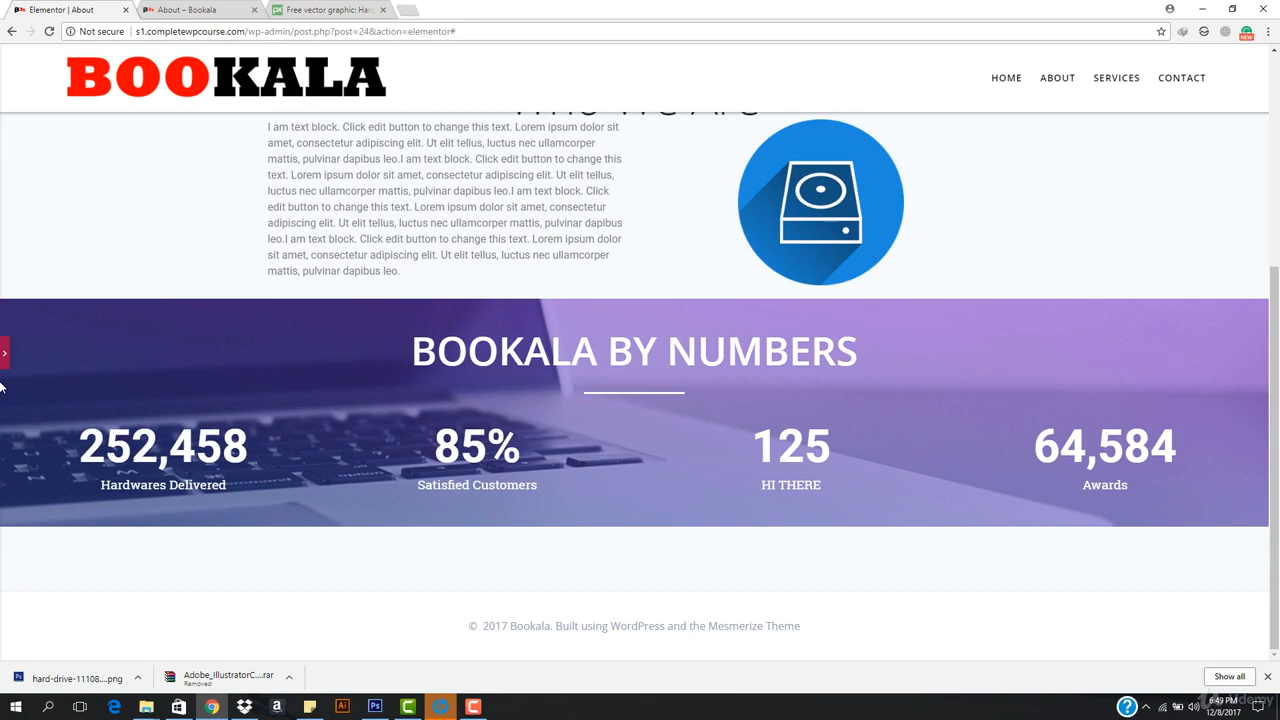 Elementor | About
About – Bookala
Free vector graphic: Har
Not secure
s1.completewpcourse.com/wp-admin/post.php?post=24&action=elementor#
NEW
BOOKALA
HOME
ABOUT
SERVICES
CONTACT
Who We Are
I am text block. Click edit button to change this text. Lorem ipsum dolor sit
amet, consectetur adipiscing elit. Ut elit tellus, luctus nec ullamcorper
mattis, pulvinar dapibus leo.I am text block. Click edit button to change this
text. Lorem ipsum dolor sit amet, consectetur adipiscing elit. Ut elit tellus,
luctus nec ullamcorper mattis, pulvinar dapibus leo.I am text block. Click
edit button to change this text. Lorem ipsum dolor sit amet, consectetur
adipiscing elit. Ut elit tellus, luctus nec ullamcorper mattis, pulvinar dapibus
leo.I am text block. Click edit button to change this text. Lorem ipsum dolor
sit amet, consectetur adipiscing elit. Ut elit tellus, luctus nec ullamcorper
mattis, pulvinar dapibus leo.
BOOKALA BY NUMBERS
252,458
Hardwares Delivered
85%
Satisfied Customers
125
HI THERE
64,584
Awards
© 2017 Bookala. Built using WordPress and the Mesmerize Theme
hard-drive-11108....png
Adobe_IllustratorC...rar
Removed
Show all
6:49 PM
12/8/2017
Udemy